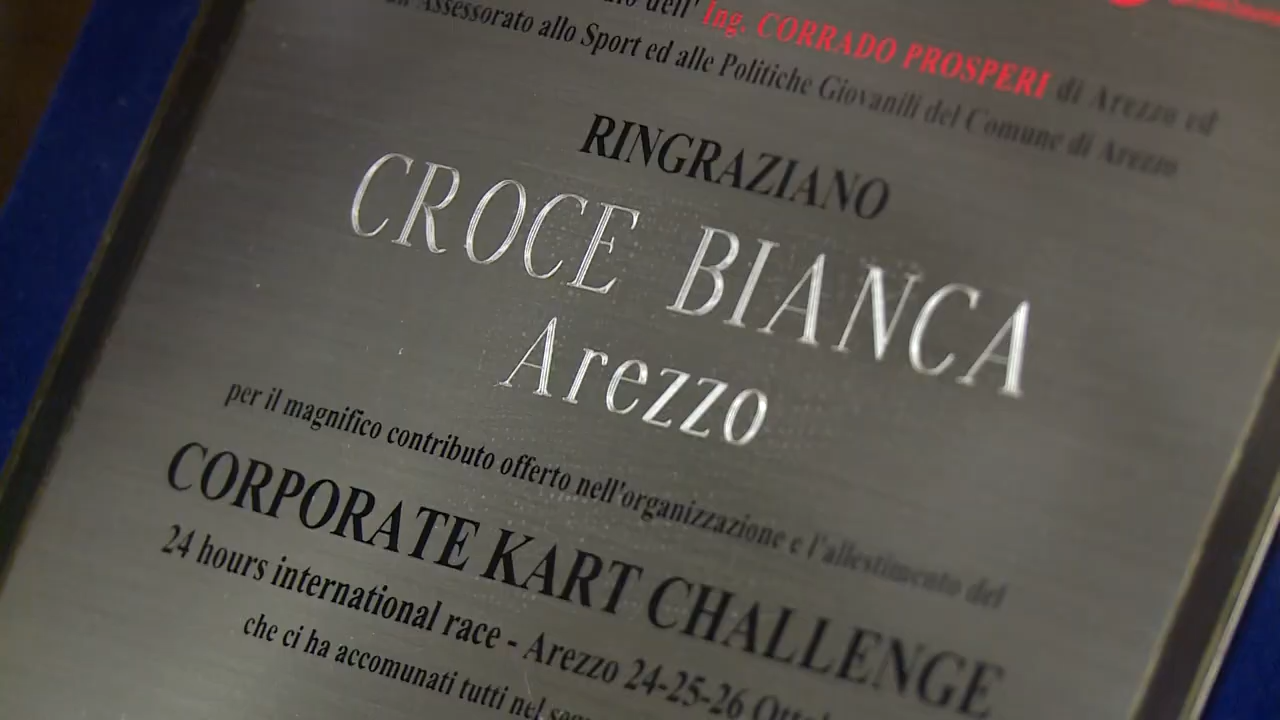 dell' Ing. CORRADO PROSPERI di Arezzo ed
Assessorato allo Sport ed alle Politiche Giovanili del Comune di Arezzo
RINGRAZIANO
CROCE BIANCA
Arezzo
per il magnifico contributo offerto nell'organizzazione e l'allestimento del
CORPORATE KART CHALLENGE
24 hours international race - Arezzo 24-25-26
che ci ha accomunati tutti nel